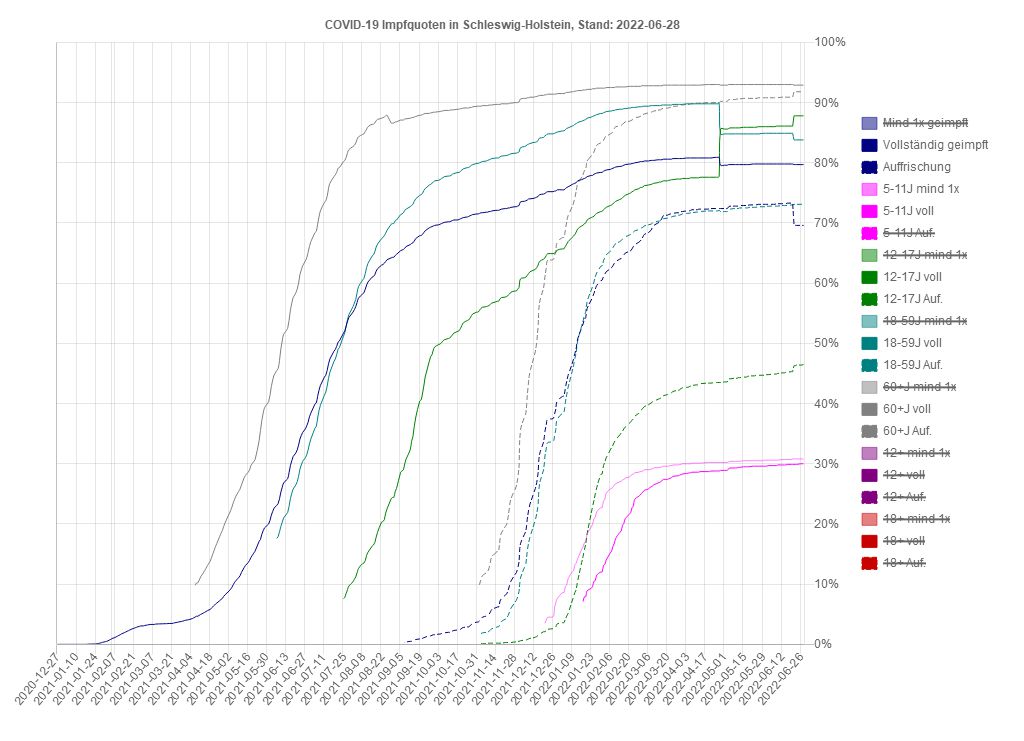 COVID-19 Impfquoten in Schleswig-Holstein, Stand: 2022-06-28
100%
90%
80%
70%
60%
50%
40%
30%
20%
10%
0%
Mind 1x geimpft
Vollständig geimpft
Auffrischung
5-11J mind 1x
5-11J voll
5-11J Auf.
12-17J mind 1x
12-17J voll
12-17J Auf.
18-59J mind 1x
18-59J voll
18-59J Auf.
60+J mind 1x
60+J voll
60+J Auf.
12+ mind 1x
12+ voll
12+ Auf.
18+ mind 1x
18+ voll
18+ Auf.
2020-12-27
2021-01-10
2021-01-24
2021-02-07
2021-02-21
2021-03-07
2021-03-21
2021-04-04
2021-04-18
2021-05-02
2021-05-16
2021-05-30
2021-06-13
2021-06-27
2021-07-11
2021-07-25
2021-08-08
2021-08-22
2021-09-05
2021-09-19
2021-10-03
2021-10-17
2021-10-31
2021-11-14
2021-11-28
2021-12-12
2021-12-26
2022-01-09
2022-01-23
2022-02-06
2022-02-20
2022-03-06
2022-03-20
2022-04-03
2022-04-17
2022-05-01
2022-05-15
2022-05-29
2022-06-12
2022-06-26